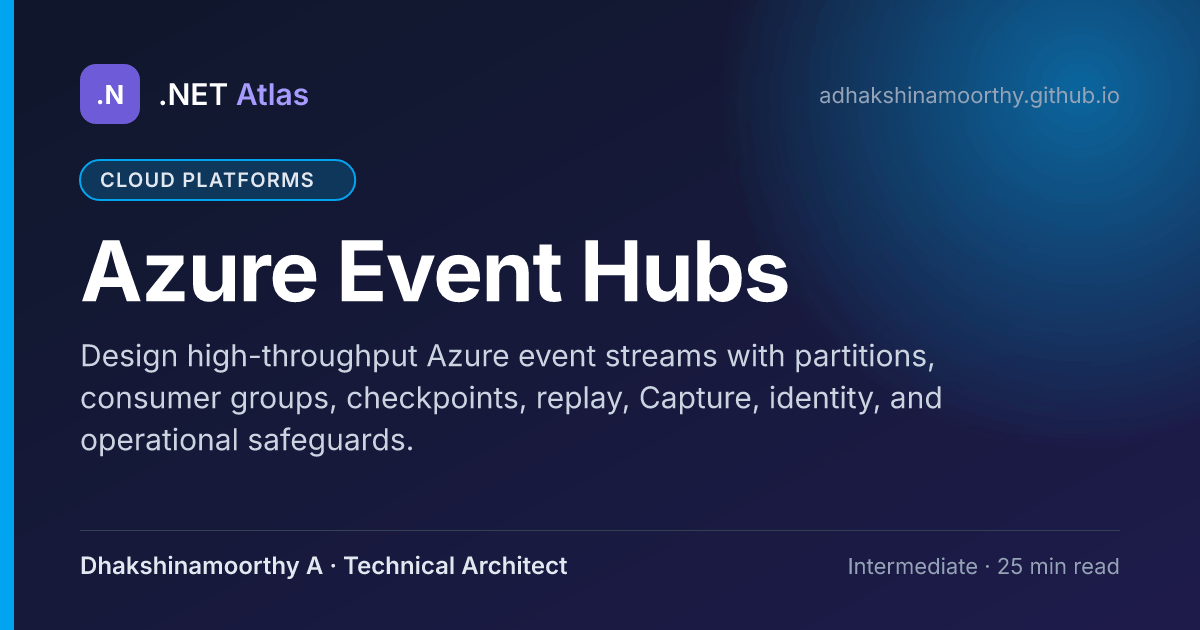 .N
.NET Atlas
adhakshinamoorthy.github.io
CLOUD PLATFORMS
Azure Event Hubs
Design high-throughput Azure event streams with partitions,
consumer groups, checkpoints, replay, Capture, identity, and
operational safeguards.
Dhakshinamoorthy A · Technical Architect
Intermediate · 25 min read